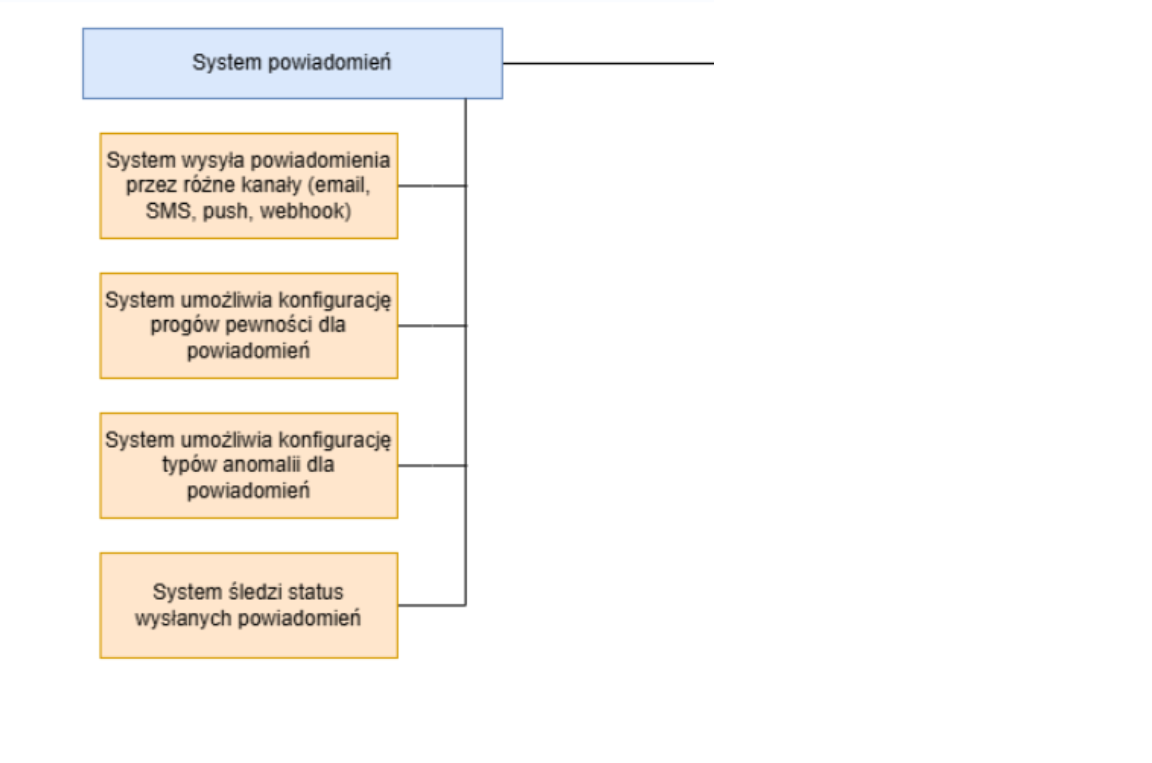 System powiadomień
System wysyła powiadomienia
przez różne kanały (email,
SMS, push, webhook)
System umożliwia konfigurację
progów pewności dla
powiadomień
System umożliwia konfigurację
typów anomalii dla
powiadomień
System śledzi status
wysłanych powiadomień